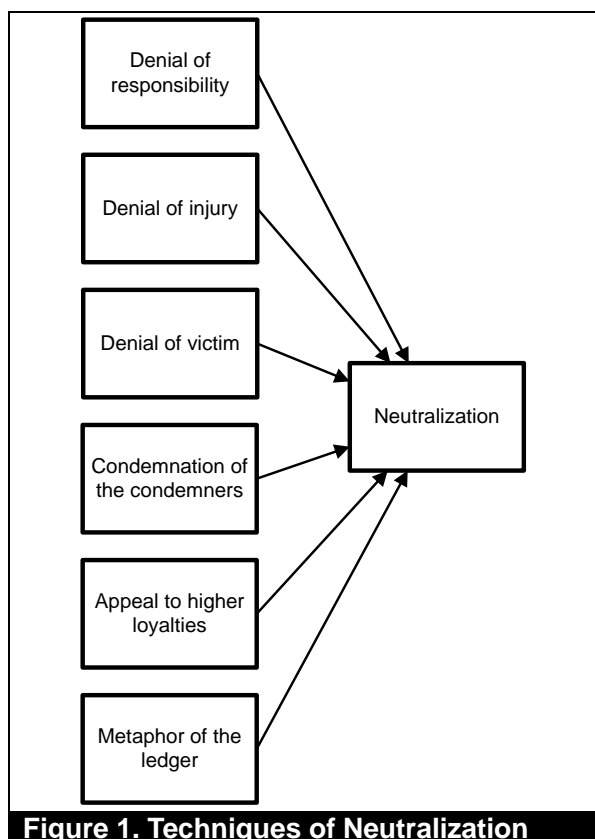 Denial of
responsibility
Denial of injury
Denial of victim
Neutralization
Condemnation of
the condemners
Appeal to higher
loyalties
Metaphor of the
ledger
Figure 1. Techniques of Neutralization